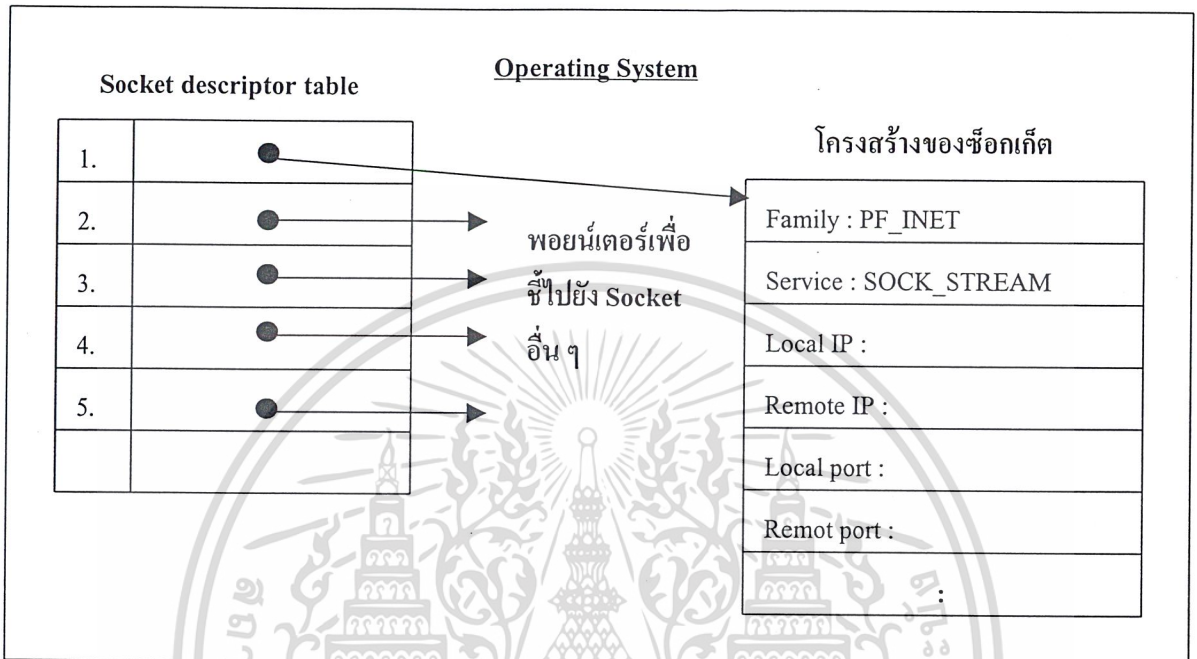 Operating System
Socket descriptor table
1.
2.
3.
4.
5.
พอยน์เตอร์เพื่อ
ชี้ไปยัง Socket
อื่น ๆ
โครงสร้างของซ็อกเก็ต
Family : PF_INET
Service : SOCK_STREAM
Local IP :
Remote IP :
Local port :
Remot port :
: